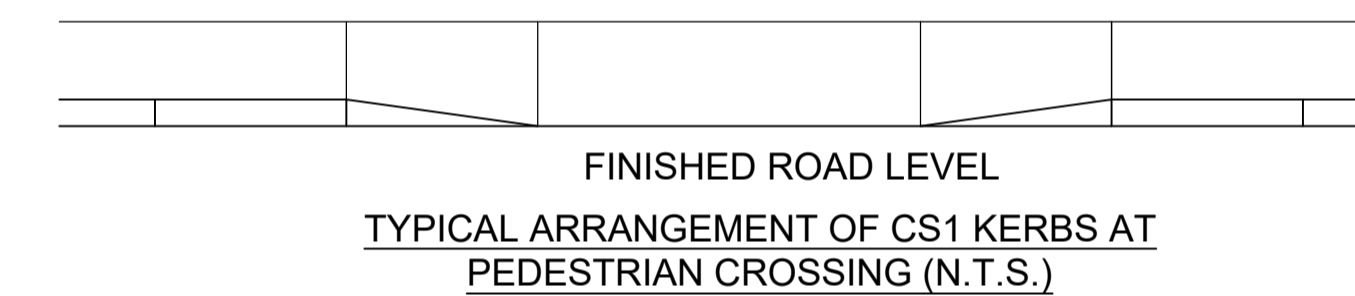 FINISHED ROAD LEVEL
TYPICAL ARRANGEMENT OF CS1 KERBS AT
PEDESTRIAN CROSSING (N.T.S.)